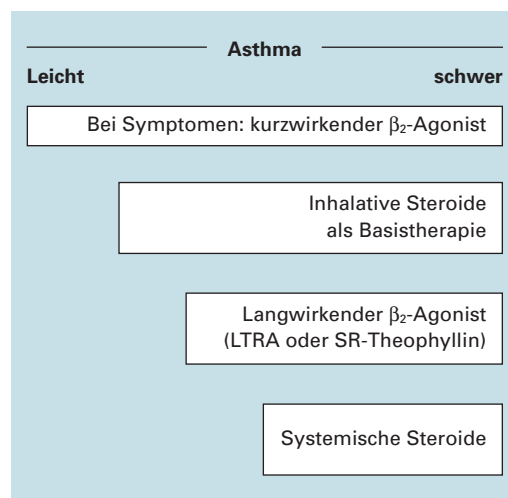 Asthma
Leicht schwer
Bei Symptomen: kurzwirkender β₂-Agonist
Inhalative Steroide
als Basistherapie
Langwirkender β₂-Agonist
(LTRA oder SR-Theophyllin)
Systemische Steroide